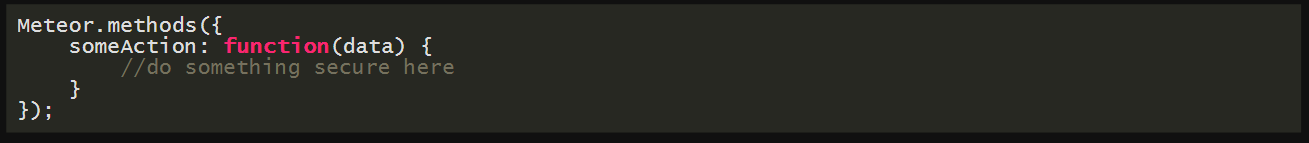 Meteor.methods({
    someAction: function(data) {
        //do something secure here
    }
});